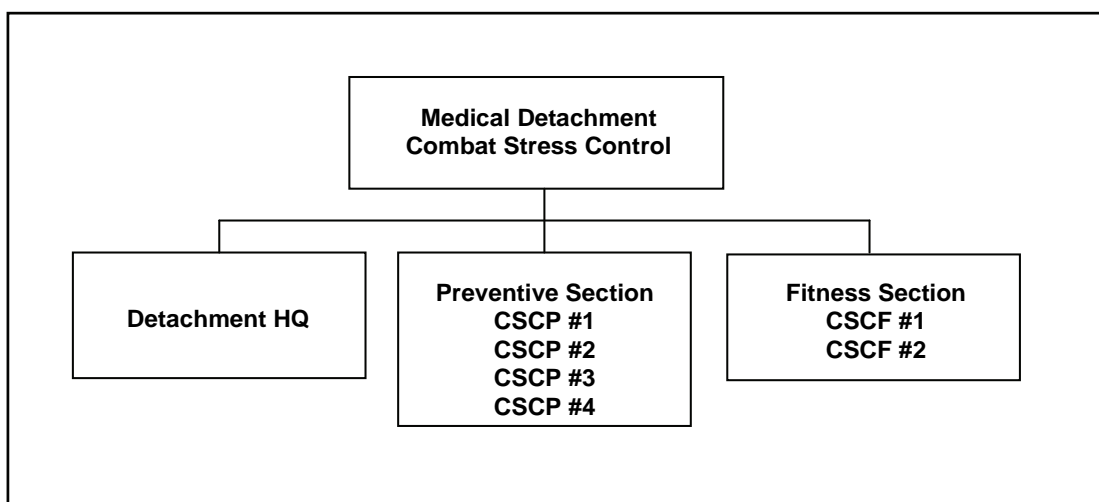 Medical Detachment
Combat Stress Control
Detachment HQ
Preventive Section
CSCP #1
CSCP #2
CSCP #3
CSCP #4
Fitness Section
CSCF #1
CSCF #2